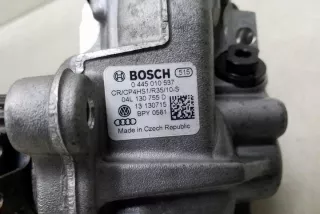 BOSCH 515
0 445 010 537
CR/CP4HS1/R35/10-S
04L 130 755 D
13 130715
BPY 0561
Made in Czech Republic